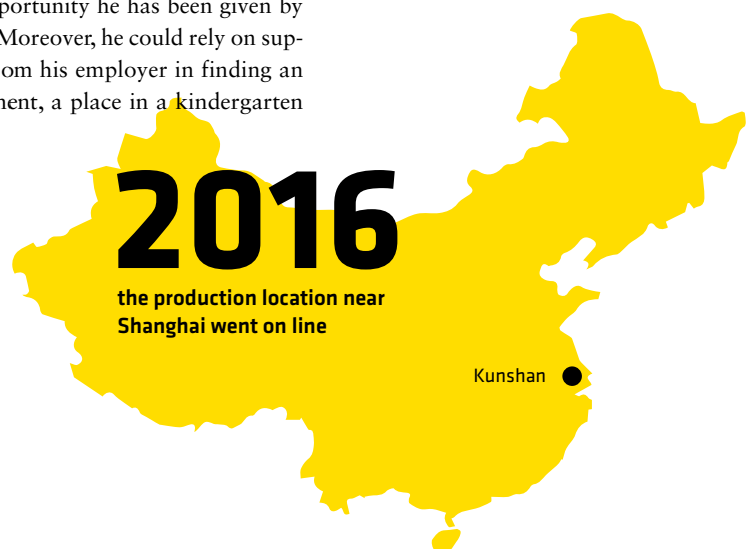 portunity he has been given by
Moreover, he could rely on sup-
om his employer in finding an
ent, a place in a kindergarten
2016
the production location near
Shanghai went on line
Kunshan